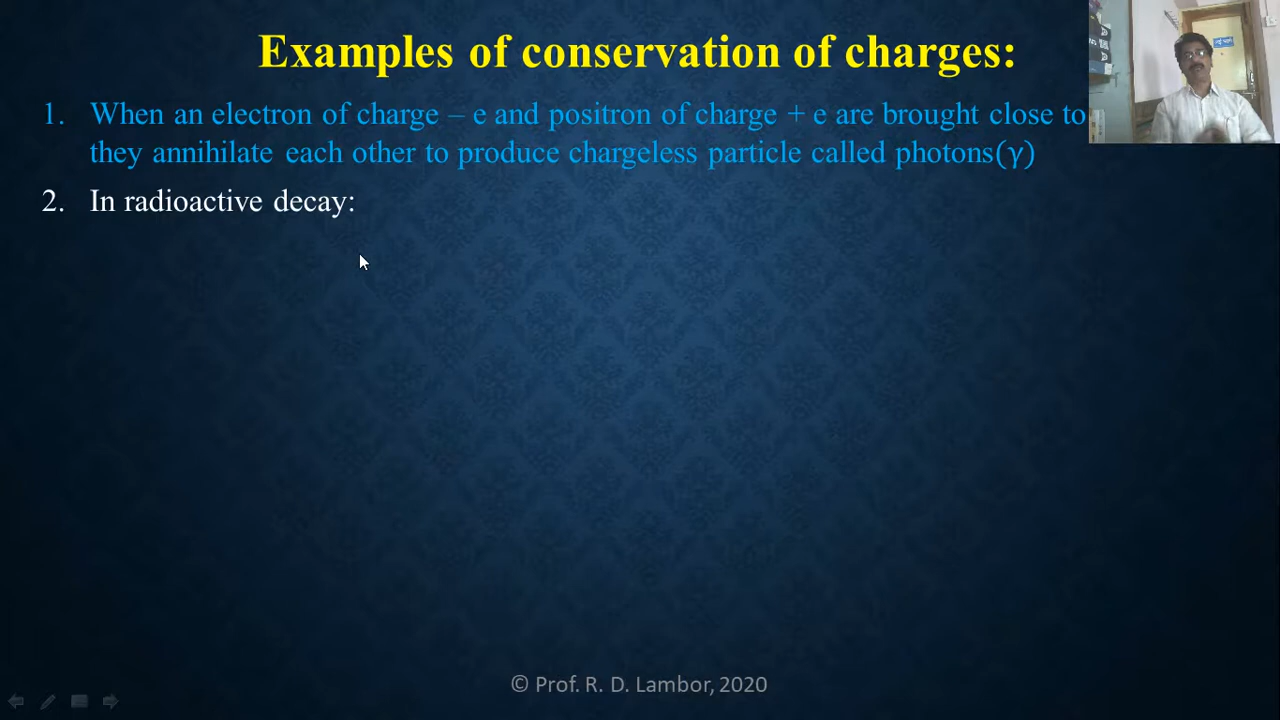 Examples of conservation of charges:
1. When an electron of charge – e and positron of charge + e are brought close to
they annihilate each other to produce chargeless particle called photons(γ)
2. In radioactive decay:
© Prof. R. D. Lambor, 2020